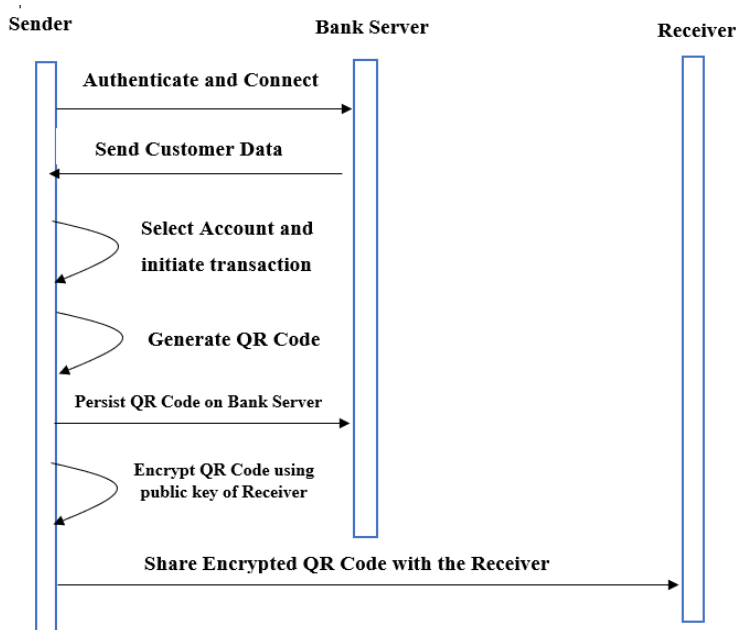 Sender
Bank Server
Receiver
Authenticate and Connect
Send Customer Data
Select Account and
initiate transaction
Generate QR Code
Persist QR Code on Bank Server
Encrypt QR Code using
public key of Receiver
Share Encrypted QR Code with the Receiver